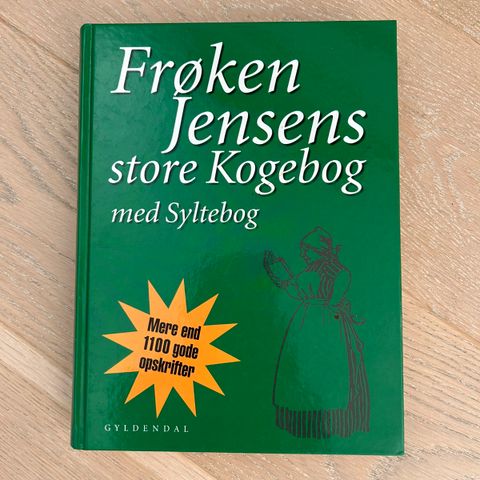 Frøken
Jensens
store Kogebog
med Syltebog
Mere end
1100 gode
opskrifter
GYLDENDAL